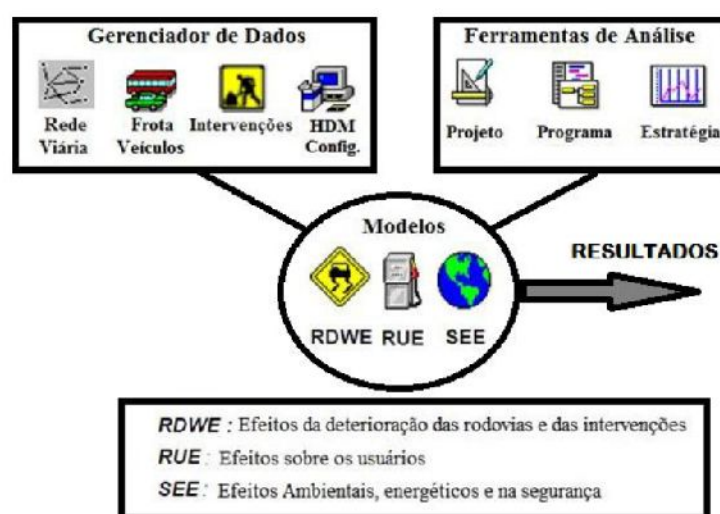 Gerenciador de Dados
Rede Viária
Frota Veículos
Intervenções
HDM Config.
Ferramentas de Análise
Projeto
Programa
Estratégia
Modelos
RDWE
RUE
SEE
RESULTADOS
RDWE : Efeitos da deterioração das rodovias e das intervenções
RUE : Efeitos sobre os usuários
SEE : Efeitos Ambientais, energéticos e na segurança